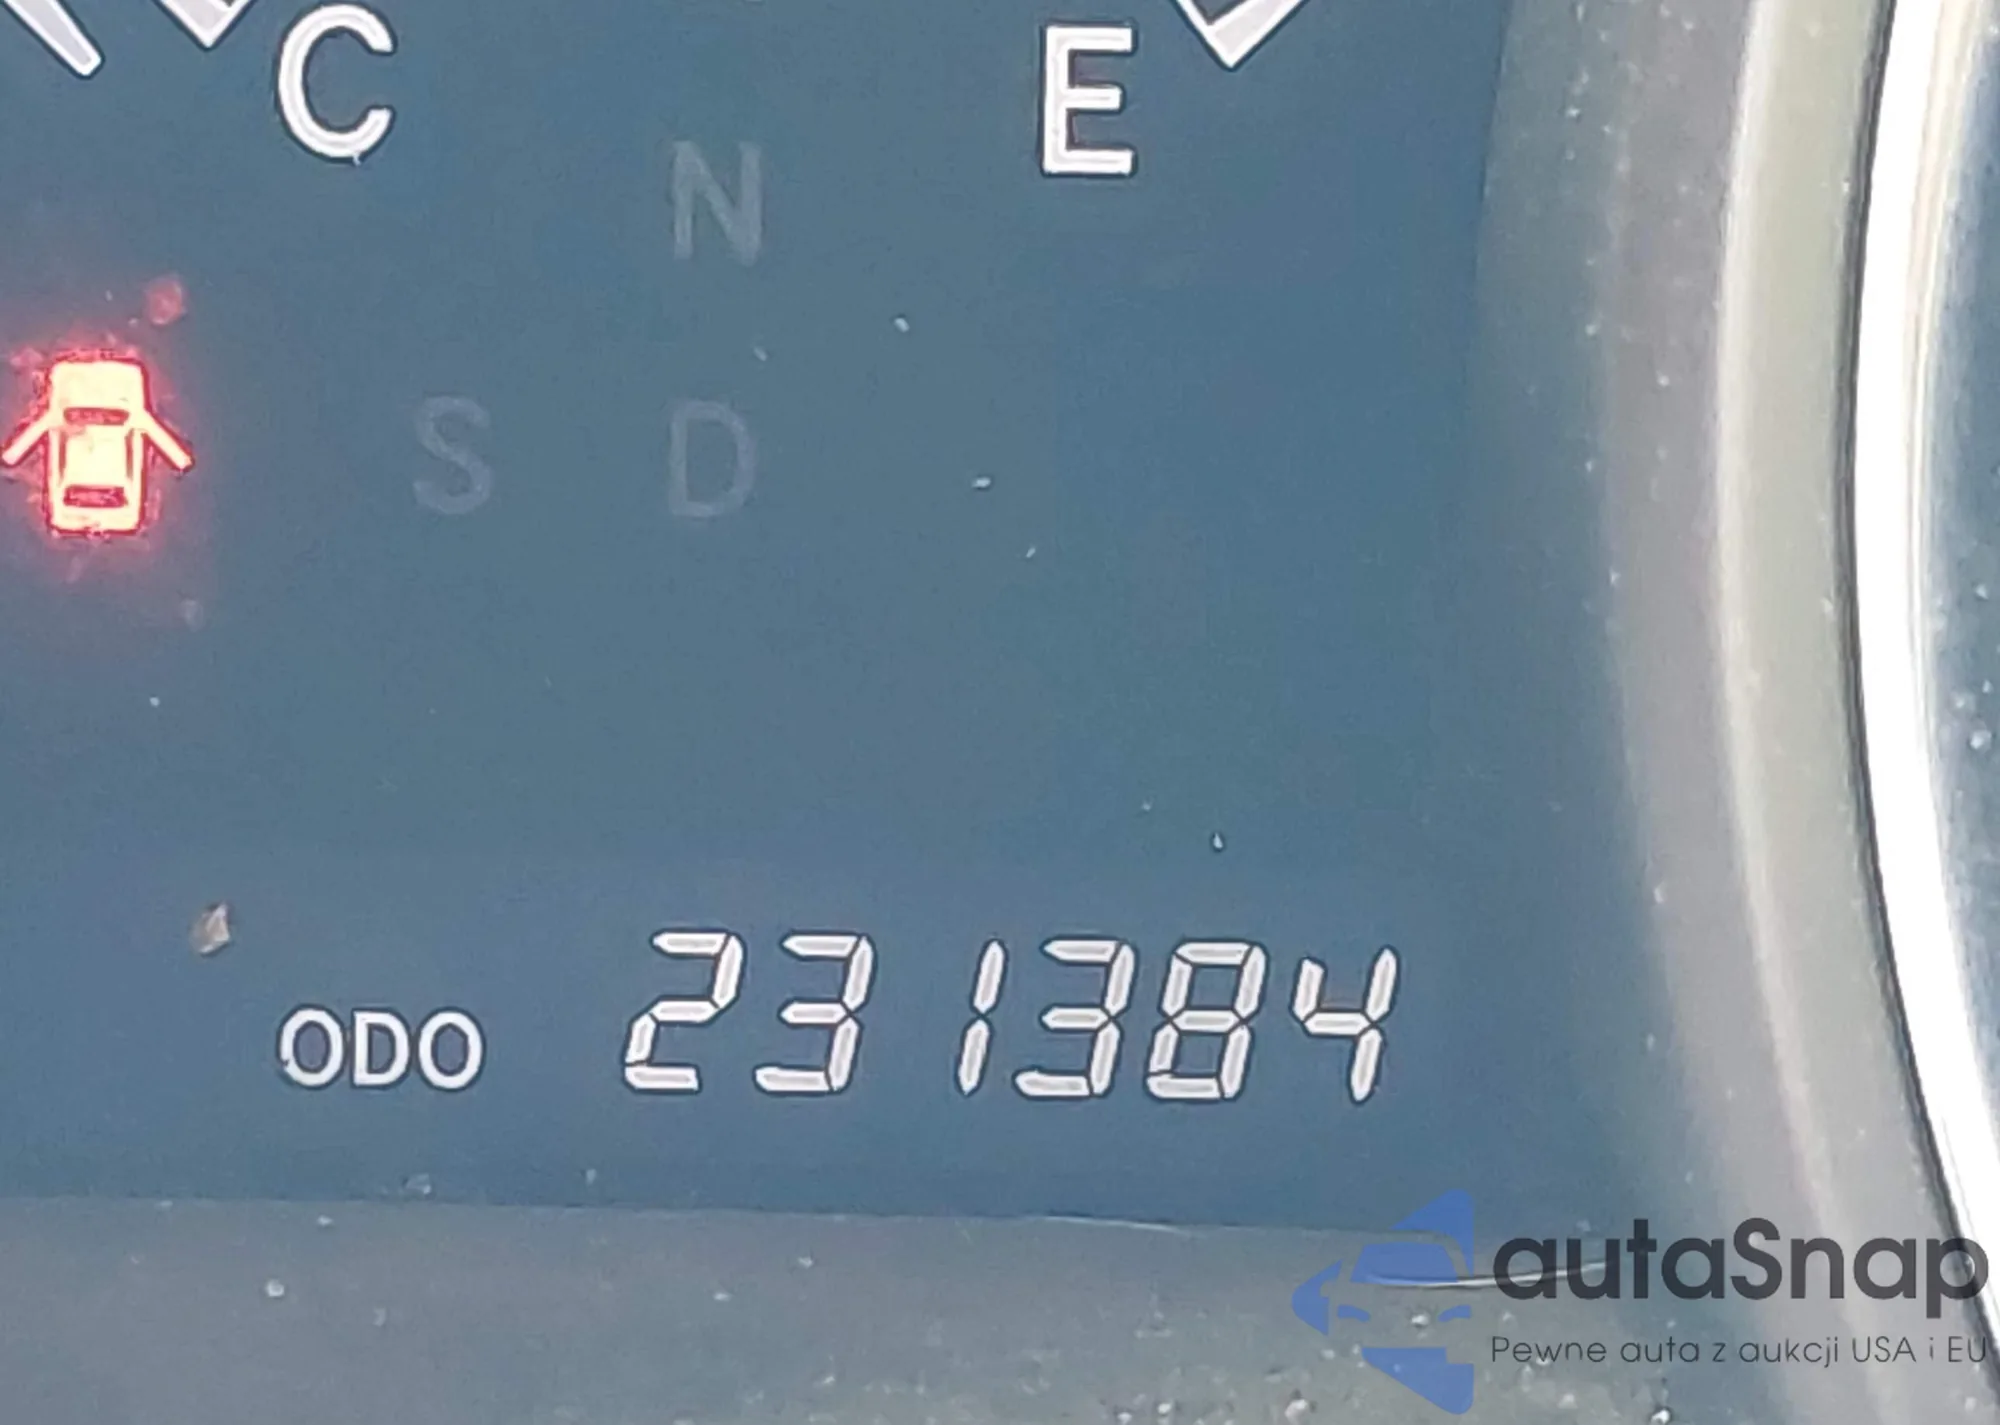 C
E
N
S D
ODO 231384
autaSnap
Pewne auta z aukcji USA i EU